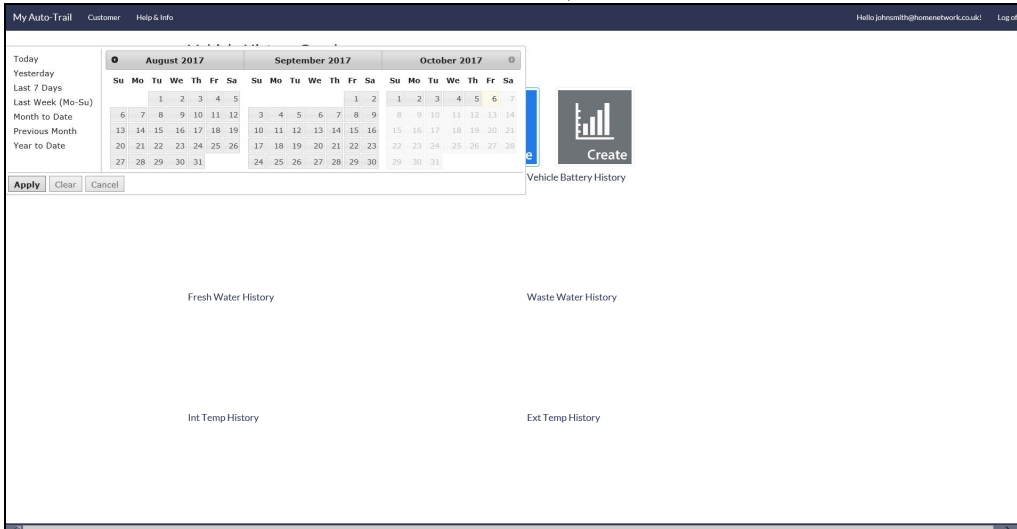 My Auto-Trail Customer Help & Info Hello johnsmith@homenetwork.co.uk! Log of
Today
Yesterday
Last 7 Days
Last Week (Mo-Su)
Month to Date
Previous Month
Year to Date
August 2017 September 2017 October 2017
Su Mo Tu We Th Fr Sa Su Mo Tu We Th Fr Sa Su Mo Tu We Th Fr Sa
1 2 3 4 5 1 2 1 2 3 4 5 6 7
6 7 8 9 10 11 12 3 4 5 6 7 8 9 8 9 10 11 12 13 14
13 14 15 16 17 18 19 10 11 12 13 14 15 16 15 16 17 18 19 20 21
20 21 22 23 24 25 26 17 18 19 20 21 22 23 22 23 24 25 26 27 28
27 28 29 30 31 24 25 26 27 28 29 30 29 30 31
Apply Clear Cancel
e Create
Vehicle Battery History
Fresh Water History Waste Water History
Int Temp History Ext Temp History